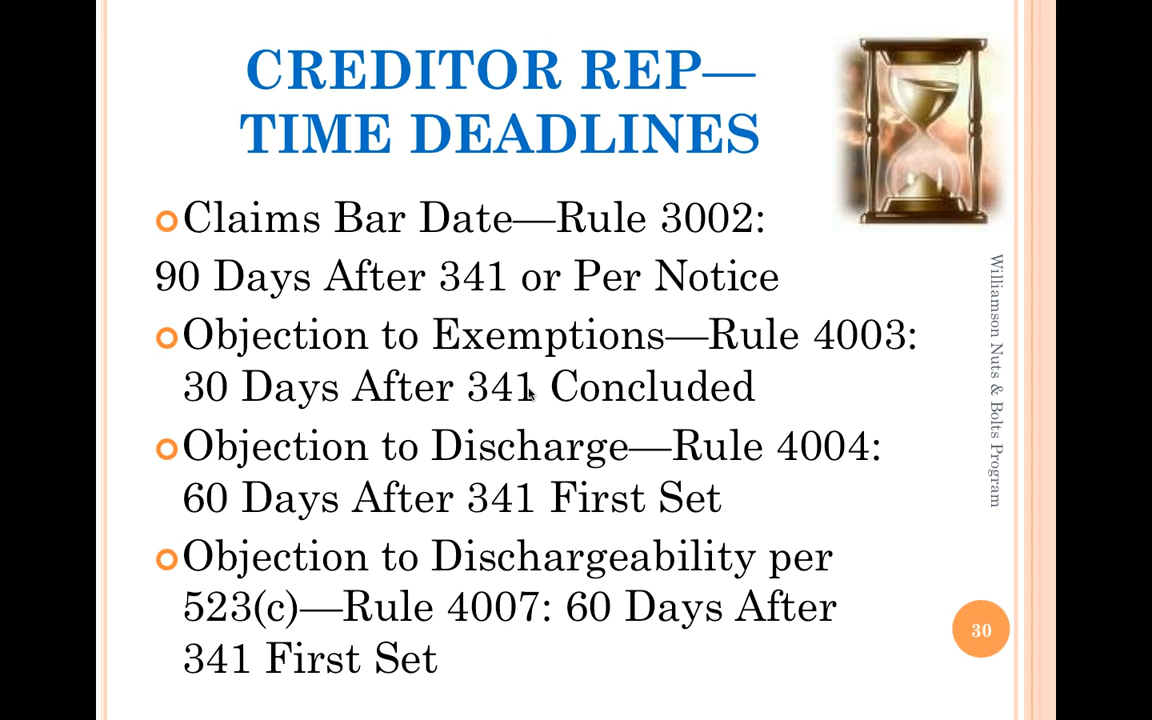 CREDITOR REP—
TIME DEADLINES
Claims Bar Date—Rule 3002:
90 Days After 341 or Per Notice
Objection to Exemptions—Rule 4003:
30 Days After 341 Concluded
Objection to Discharge—Rule 4004:
60 Days After 341 First Set
Objection to Dischargeability per
523(c)—Rule 4007: 60 Days After
341 First Set
Williamson Nuts & Bolts Program
30